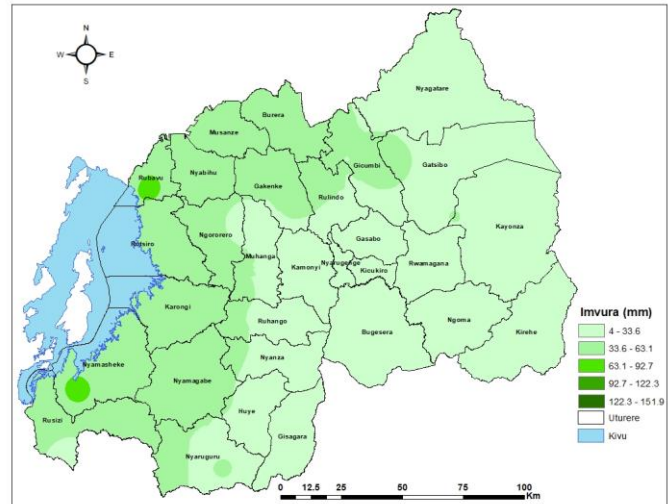 N
W E
S
Nyagatare
Burera
Musanze
Gicumbi
Gatsibo
Rubavu
Nyabihu
Gakenke
Rulindo
Kayonza
Rutsiro
Ngororero
Gasabo
Muhanga
Nyarugenge
Rwamagana
Kamonyi
Kicukiro
Karongi
Ruhango
Bugesera
Ngoma
Kirehe
Nyanza
Nyamasheke
Nyamagabe
Huye
Rusizi
Gisagara
Nyaruguru
Imvura (mm)
4 - 33.6
33.6 - 63.1
63.1 - 92.7
92.7 - 122.3
122.3 - 151.9
Uturere
Kivu
0 12.5 25 50 75 100
Km